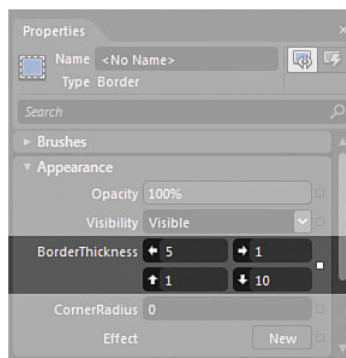 Properties
Name <No Name>
Type Border
Search
Brushes
Appearance
Opacity 100%
Visibility Visible
BorderThickness 5 1
1 10
CornerRadius 0
Effect New